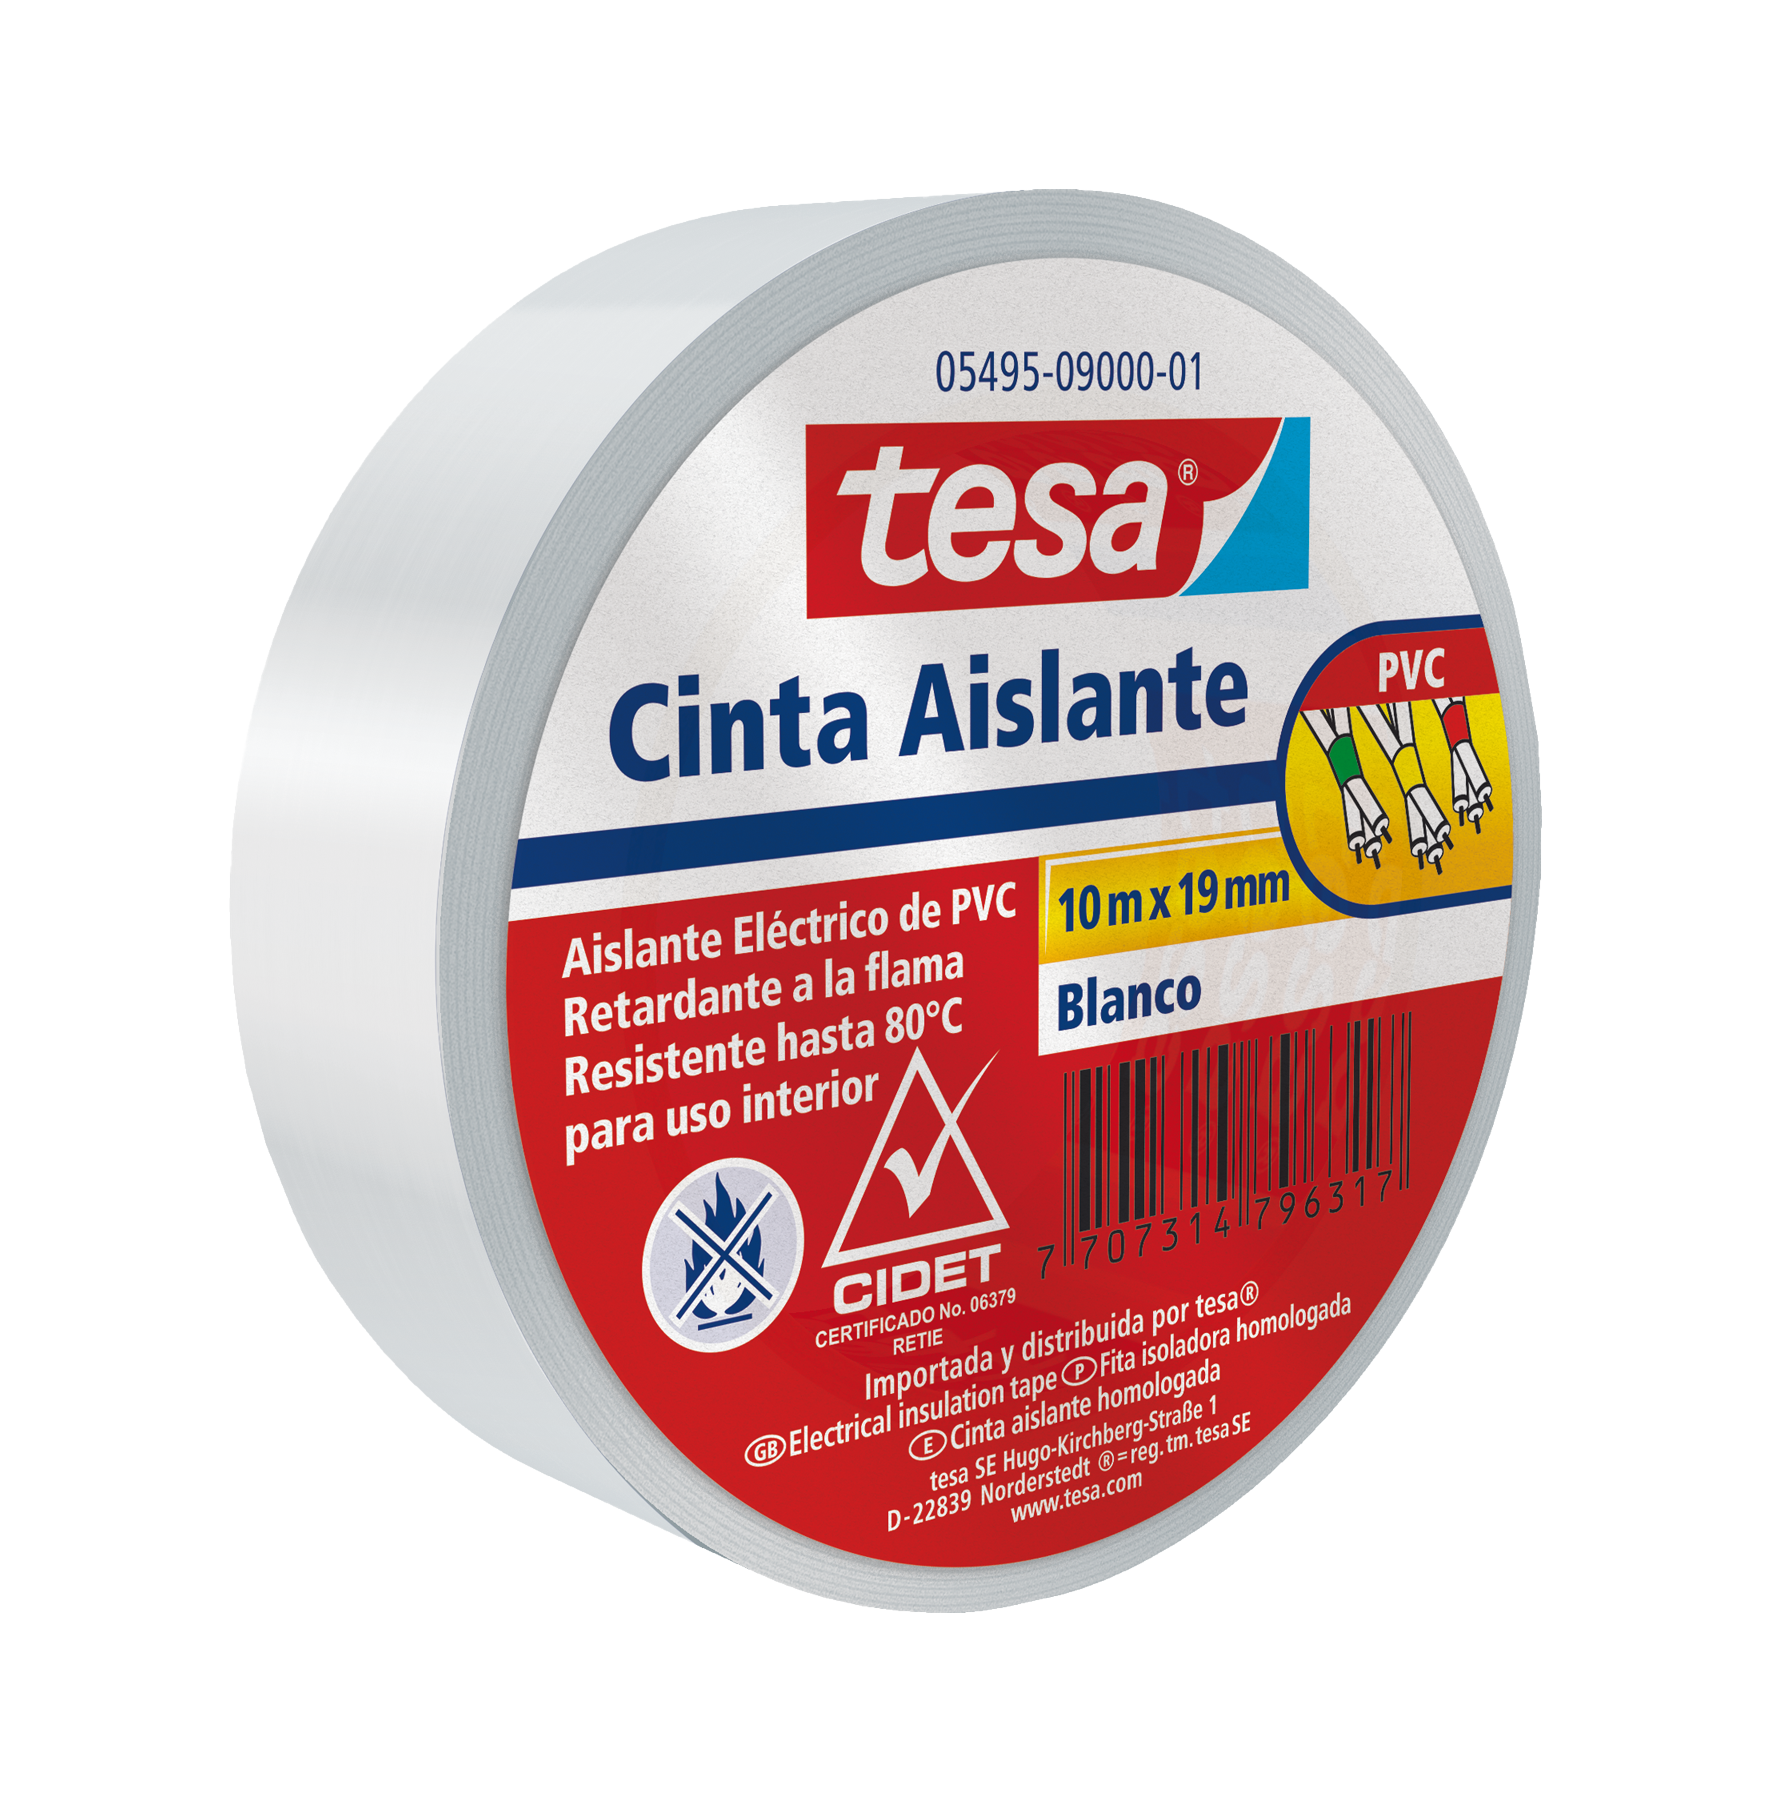 05495-09000-01
tesa®
Cinta Aislante
PVC
10 m x 19 mm
Blanco
Aislante Eléctrico de PVC
Retardante a la flama
Resistente hasta 80°C
para uso interior
CIDET
CERTIFICADO No. 06379
RETIE
7 707314 796317
Importada y distribuida por tesa®
GB Electrical insulation tape P Fita isoladora homologada
E Cinta aislante homologada
tesa SE Hugo-Kirchberg-Straße 1
D-22839 Norderstedt ®=reg. tm. tesa SE
www.tesa.com